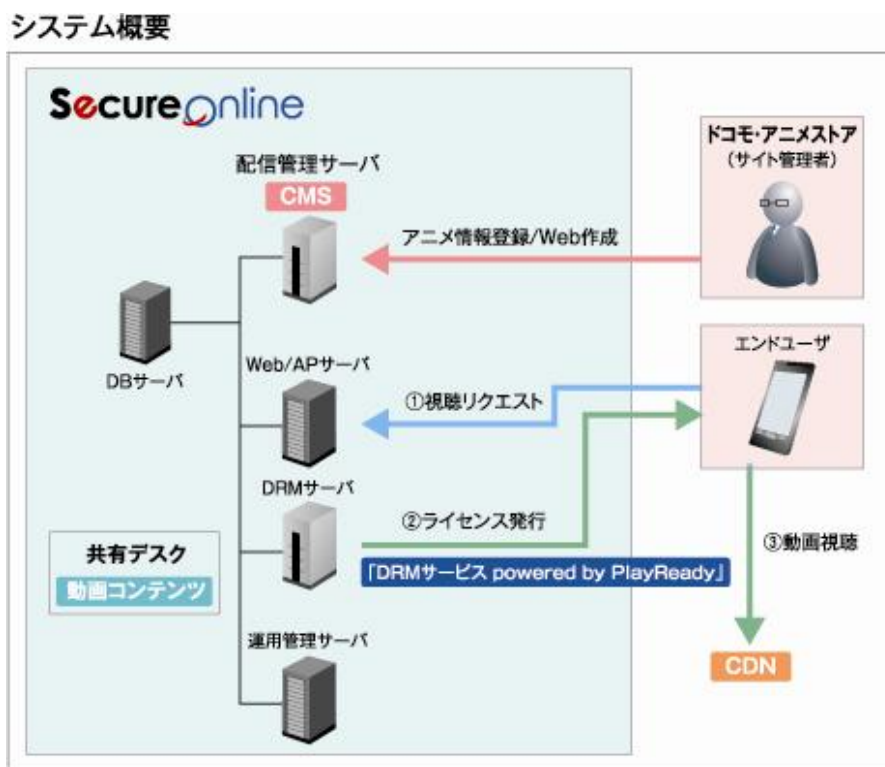 システム概要
Secureonline
配信管理サーバ
CMS
ドコモ・アニメストア
（サイト管理者）
アニメ情報登録/Web作成
DBサーバ
Web/APサーバ
エンドユーザ
①視聴リクエスト
DRMサーバ
②ライセンス発行
③動画視聴
共有デスク
動画コンテンツ
「DRMサービス powered by PlayReady」
運用管理サーバ
CDN